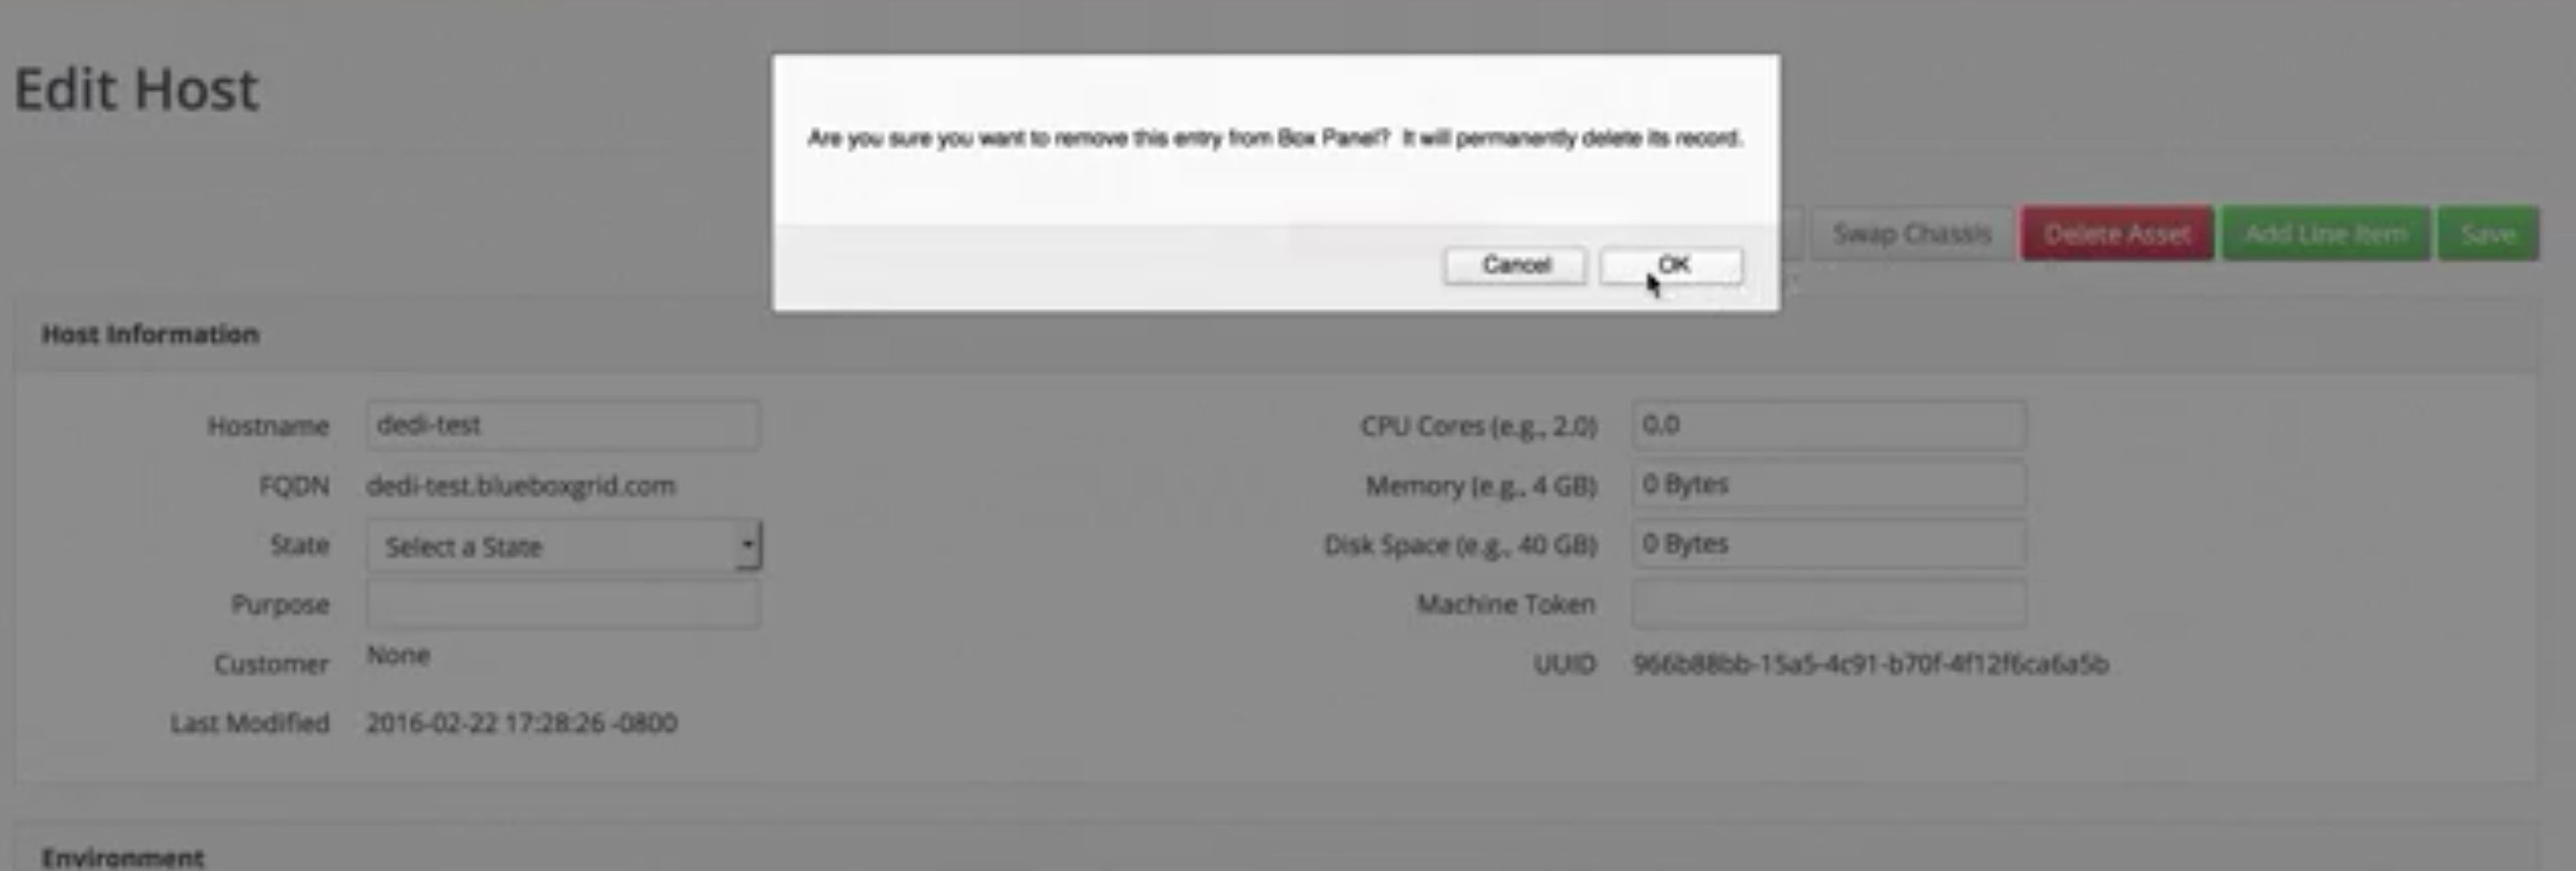 Edit Host
Are you sure you want to remove this entry from Box Panel? It will permanently delete its record.
Cancel
OK
Swap Chassis
Delete Asset
Add Line Item
Save
Host Information
Hostname
dedi-test
FQDN
dedi-test.blueboxgrid.com
State
Select a State
Purpose
Customer
None
Last Modified
2016-02-22 17:28:26 -0800
CPU Cores (e.g., 2.0)
0.0
Memory (e.g., 4 GB)
0 Bytes
Disk Space (e.g., 40 GB)
0 Bytes
Machine Token
UUID
966b88bb-15a5-4c91-b70f-4f12f6ca6a5b
Environment